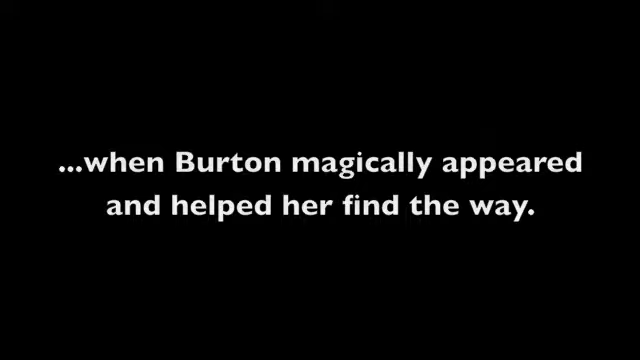 ...when Burton magically appeared
and helped her find the way.